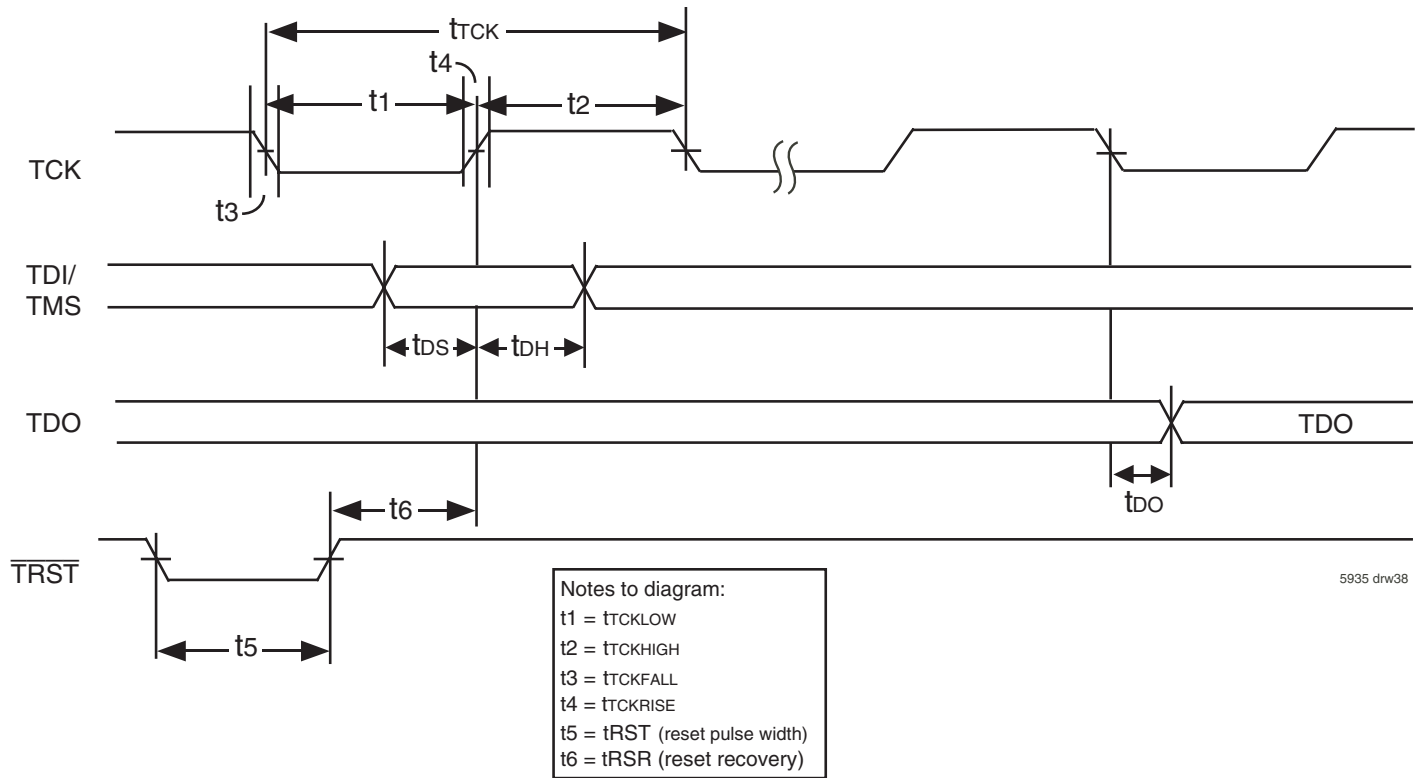 tTCK
t4
t1
t2
TCK
t3
TDI/
TMS
tDS
tDH
TDO
TDO
tDO
t6
TRST
5935 drw38
t5
Notes to diagram:
t1 = tTCKLOW
t2 = tTCKHIGH
t3 = tTCKFALL
t4 = tTCKRISE
t5 = tRST (reset pulse width)
t6 = tRSR (reset recovery)